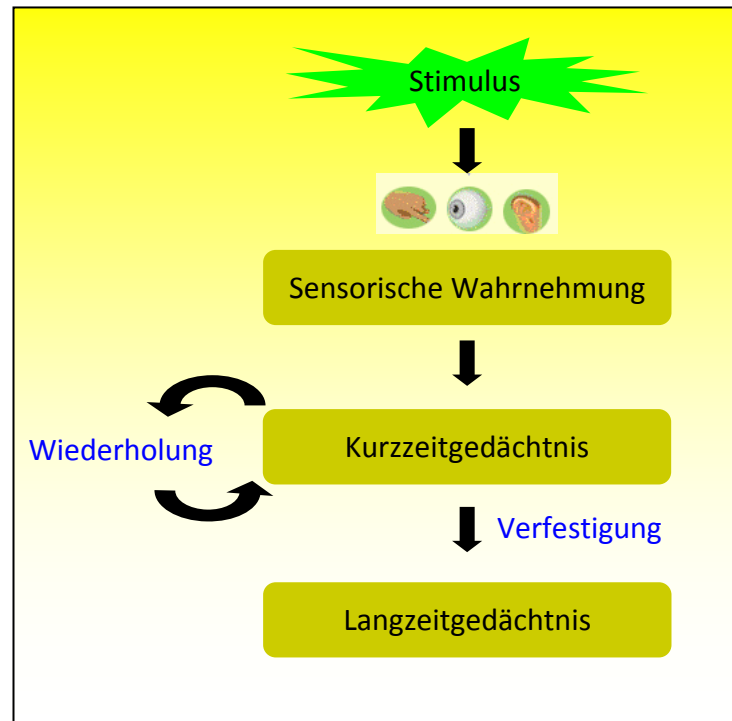 Stimulus
Sensorische Wahrnehmung
Wiederholung
Kurzzeitgedächtnis
Verfestigung
Langzeitgedächtnis